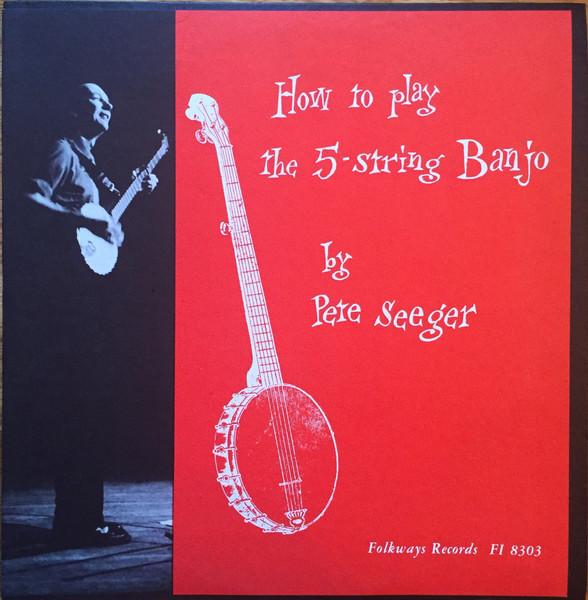 How to play
the 5-string Banjo
by
Pete Seeger
Folkways Records FI 8303